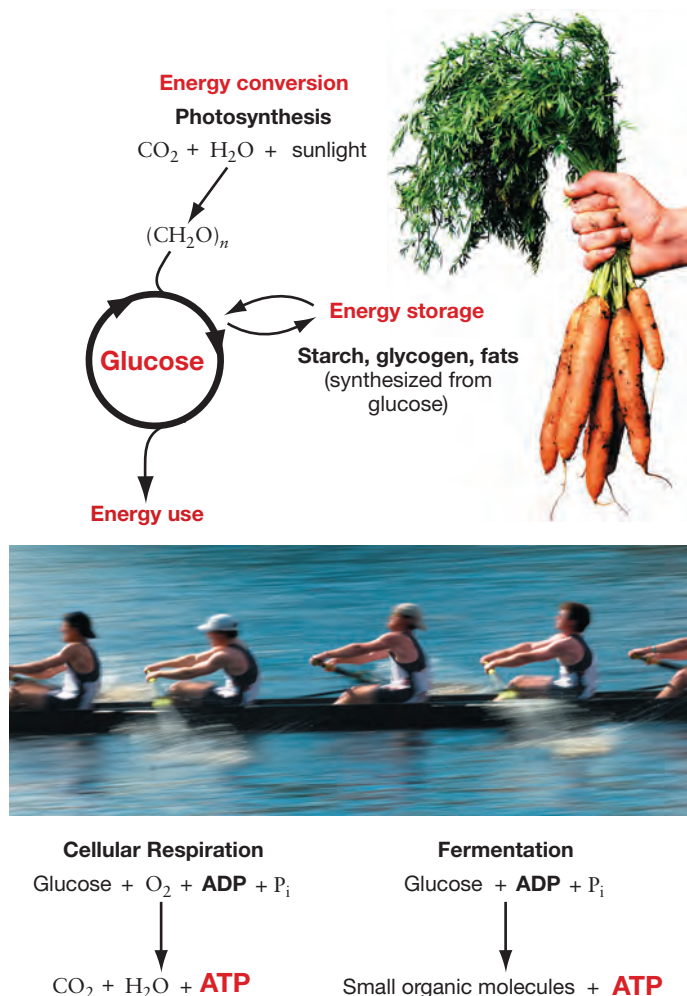 Energy conversion
Photosynthesis
CO₂ + H₂O + sunlight
(CH₂O)ₙ
Glucose
Energy storage
Starch, glycogen, fats
(synthesized from
glucose)
Energy use
Cellular Respiration
Glucose + O₂ + ADP + Pᵢ
CO₂ + H₂O + ATP
Fermentation
Glucose + ADP + Pᵢ
Small organic molecules + ATP